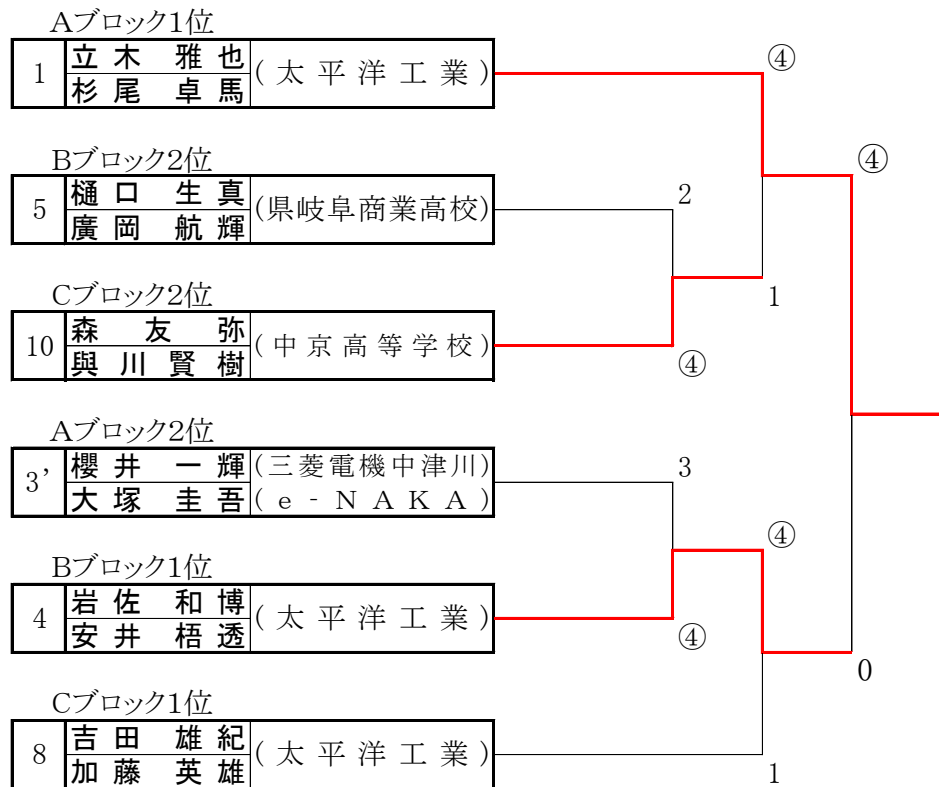 Aブロック1位
1 立木 雅也 (太平洋工業) ④
杉尾 卓馬
④
Bブロック2位
5 樋口 生真 (県岐阜商業高校) 2
廣岡 航輝
Cブロック2位
1
10 森 友弥 (中京高等学校)
與川賢樹
④
Aブロック2位
3’ 櫻井 一輝 (三菱電機中津川) 3
大塚 圭吾 (e-NAKA)
④
Bブロック1位
4 岩佐 和博 (太平洋工業)
安井 梧透
④
0
Cブロック1位
8 吉田 雄紀 (太平洋工業)
加藤 英雄
1